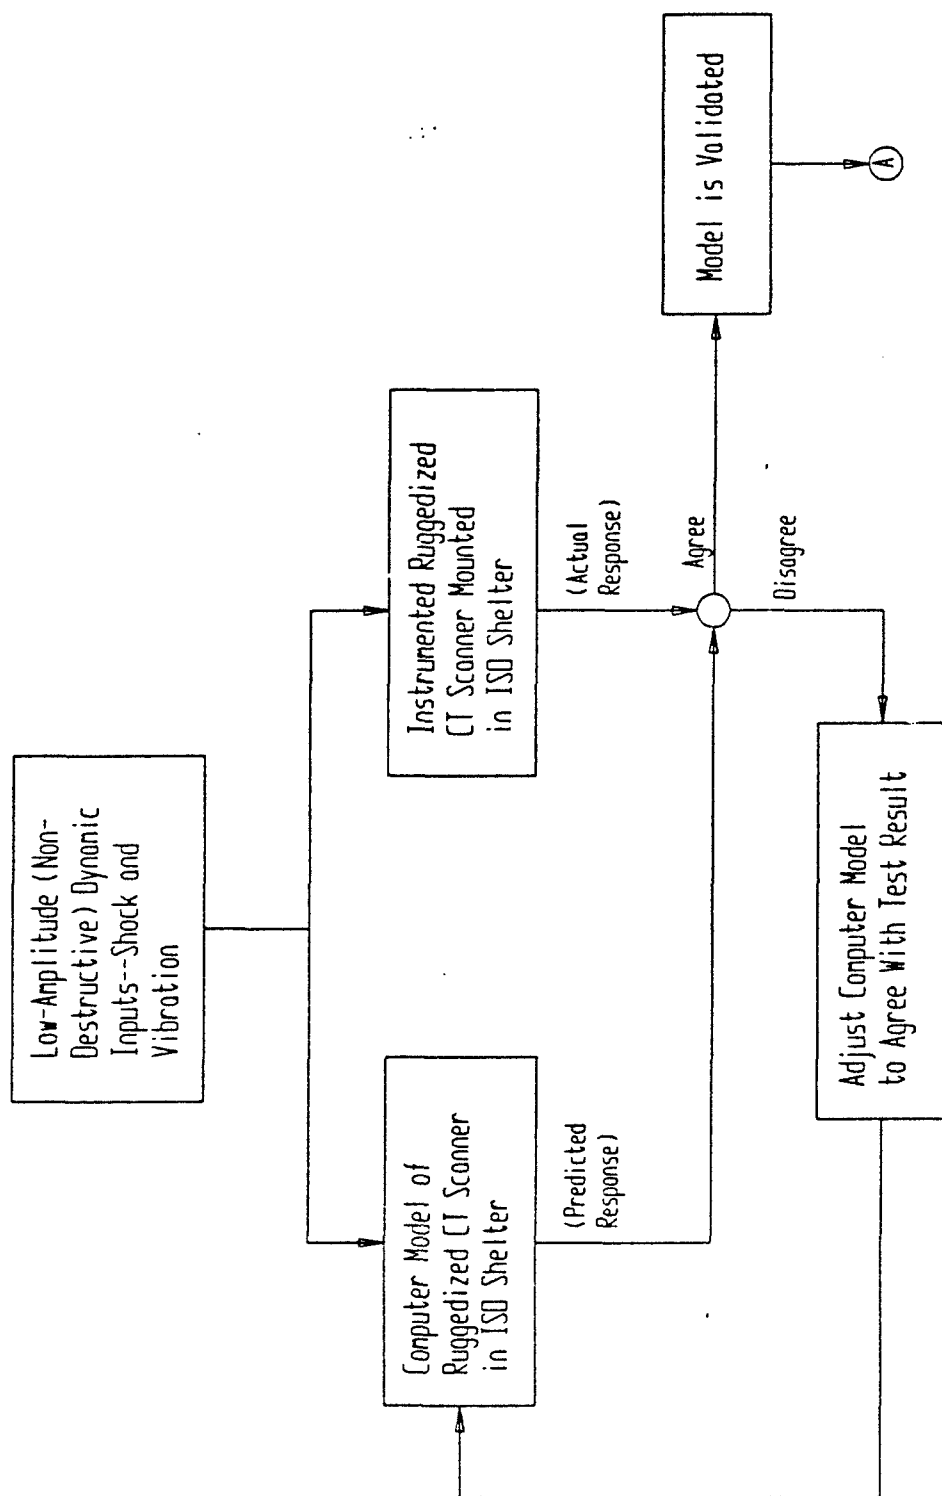 Low-Amplitude (Non-
Destructive) Dynamic
Inputs--Shock and
Vibration
Computer Model of
Ruggedized CT Scanner
in ISO Shelter
Instrumented Ruggedized
CT Scanner Mounted
in ISO Shelter
(Predicted
Response)
(Actual
Response)
Agree
Disagree
Model is Validated
A
Adjust Computer Model
to Agree With Test Result